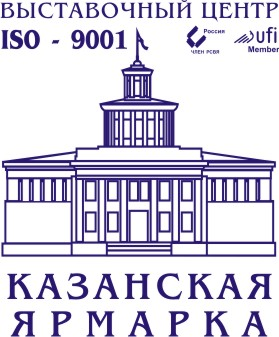 ВЫСТАВОЧНЫЙ ЦЕНТР
ISO - 9001
Россия
ЧЛЕН РСВЯ
ufi
Member
КАЗАНСКАЯ
ЯРМАРКА